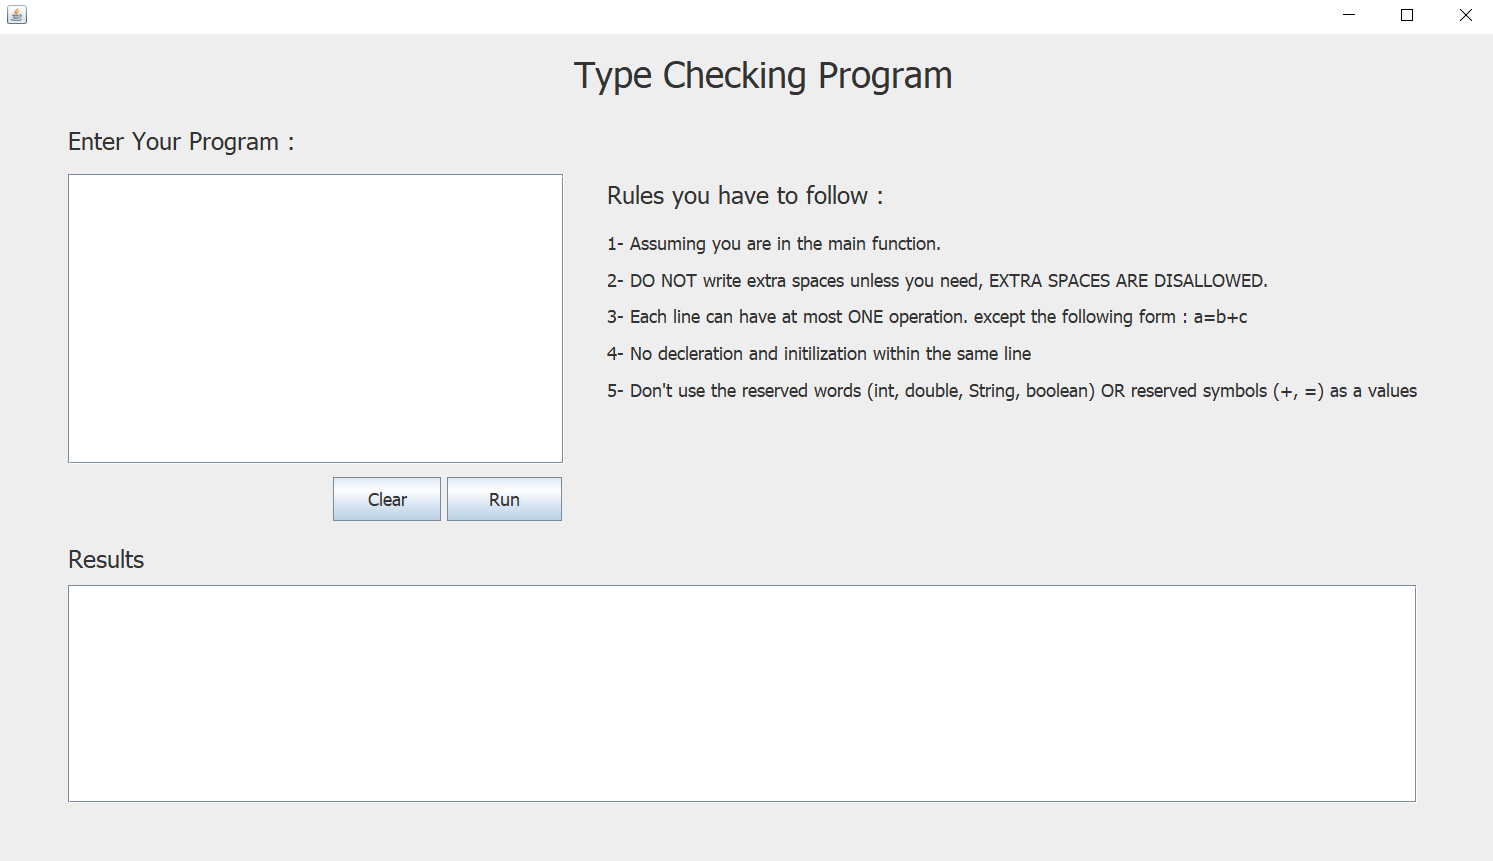 Type Checking Program
Enter Your Program :
Rules you have to follow :
1- Assuming you are in the main function.
2- DO NOT write extra spaces unless you need, EXTRA SPACES ARE DISALLOWED.
3- Each line can have at most ONE operation. except the following form : a=b+c
4- No decleration and initilization within the same line
5- Don't use the reserved words (int, double, String, boolean) OR reserved symbols (+, =) as a values
Clear
Run
Results